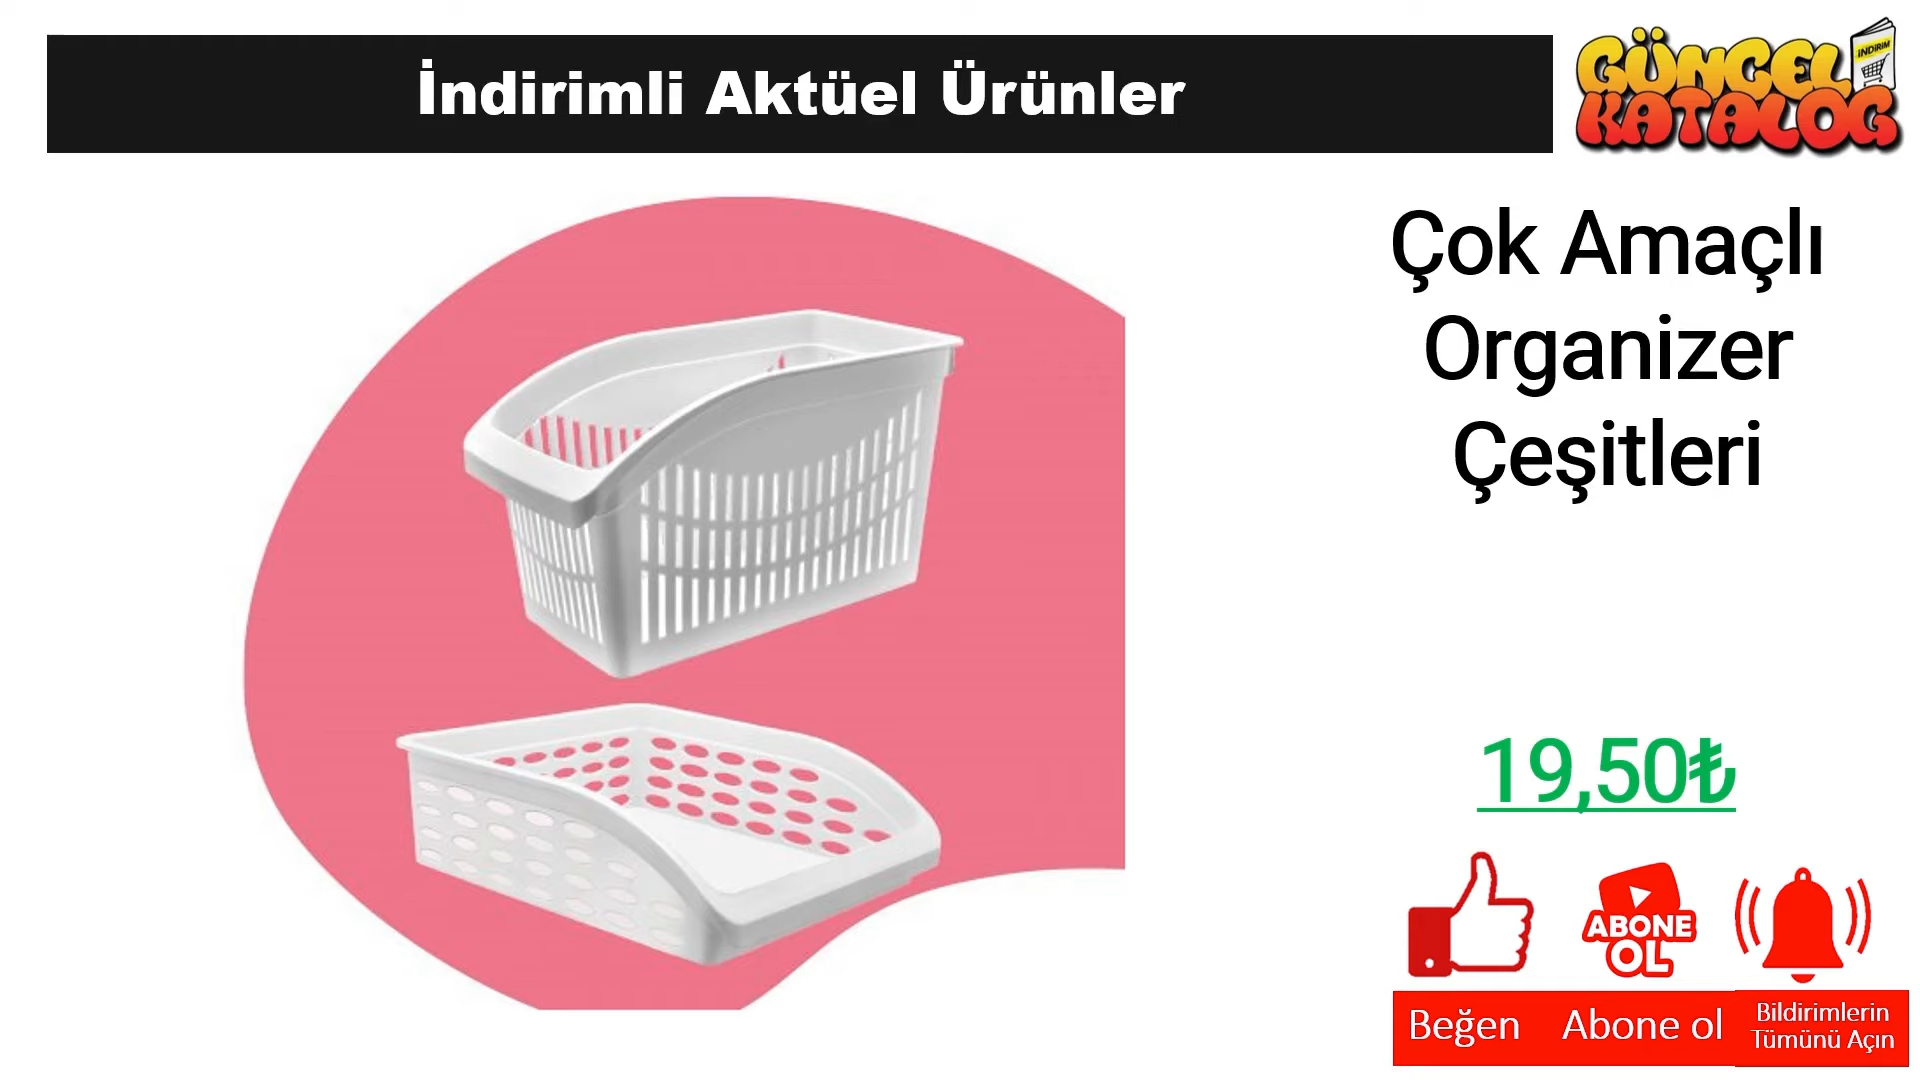 İndirimli Aktüel Ürünler
GÜNCEL
KATALOG
İNDİRİM
Çok Amaçlı
Organizer
Çeşitleri
19,50₺
ABONE
OL
Beğen
Abone ol
Bildirimlerin
Tümünü Açın